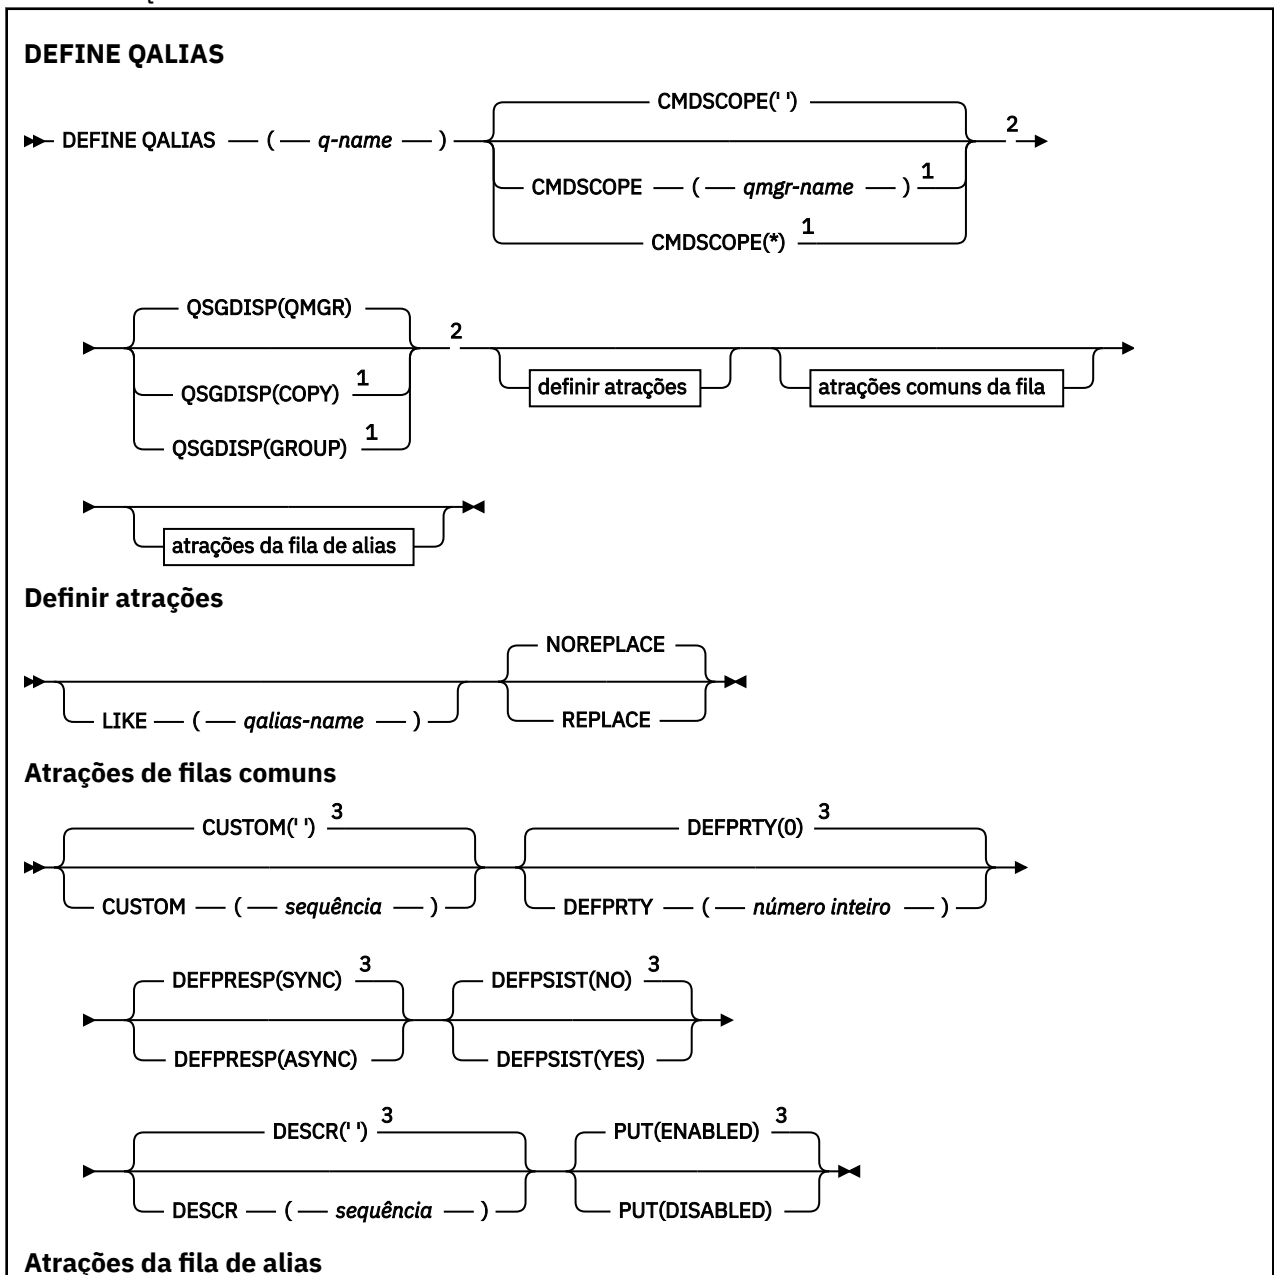 DEFINE QALIAS
CMDSCOPE(' ')
DEFINE QALIAS ( q-name ) 2
CMDSCOPE ( qmgr-name ) 1
CMDSCOPE(*) 1
QSGDISP(QMGR)
2
QSGDISP(COPY) 1 definir atrações atrações comuns da fila
QSGDISP(GROUP) 1
atrações da fila de alias
Definir atrações
NOREPLACE
LIKE ( qalias-name ) REPLACE
Atrações de filas comuns
CUSTOM(' ') 3 DEFPRTY(0) 3
CUSTOM ( sequência ) DEFPRTY ( número inteiro )
DEFPRESP(SYNC) 3 DEFPSIST(NO) 3
DEFPRESP(ASYNC) DEFPSIST(YES)
DESCR(' ') 3 PUT(ENABLED) 3
DESCR ( sequência ) PUT(DISABLED)
Atrações da fila de alias